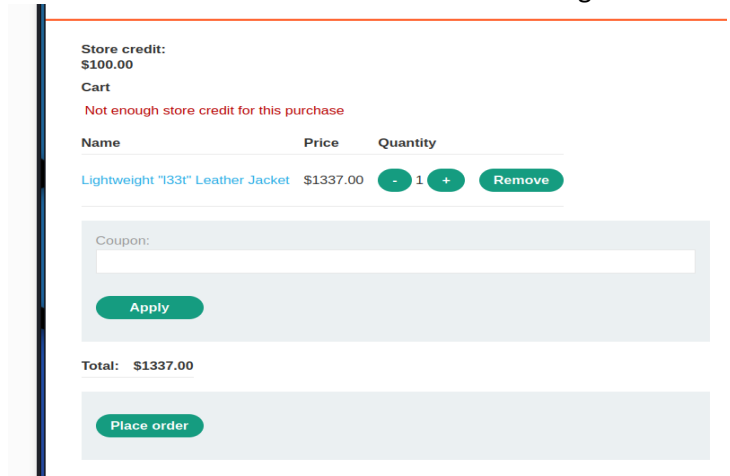 Store credit:
$100.00
Cart
Not enough store credit for this purchase
Name Price Quantity
Lightweight "l33t" Leather Jacket $1337.00 - 1 + Remove
Coupon:
Apply
Total: $1337.00
Place order